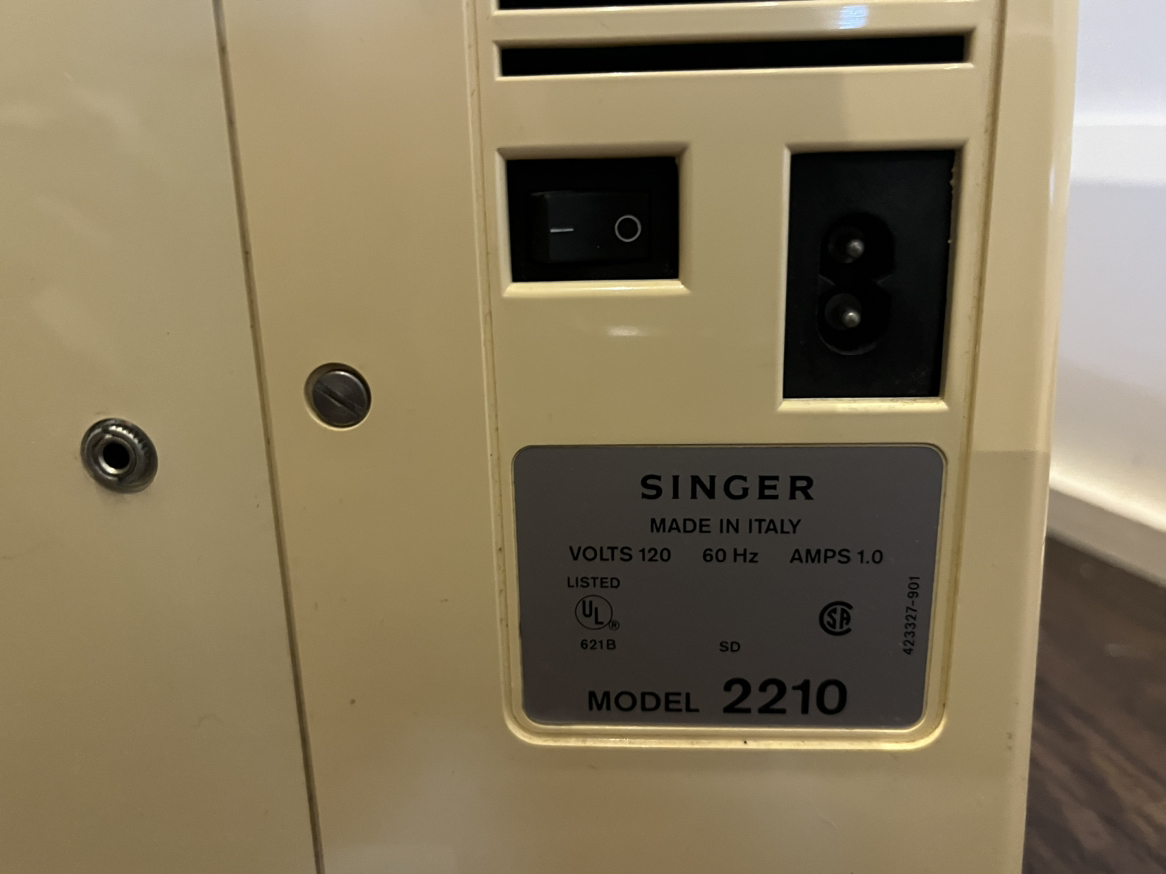 — O
SINGER
MADE IN ITALY
VOLTS 120 60 Hz AMPS 1.0
LISTED
UL®
SA
621B SD
423327-901
MODEL 2210